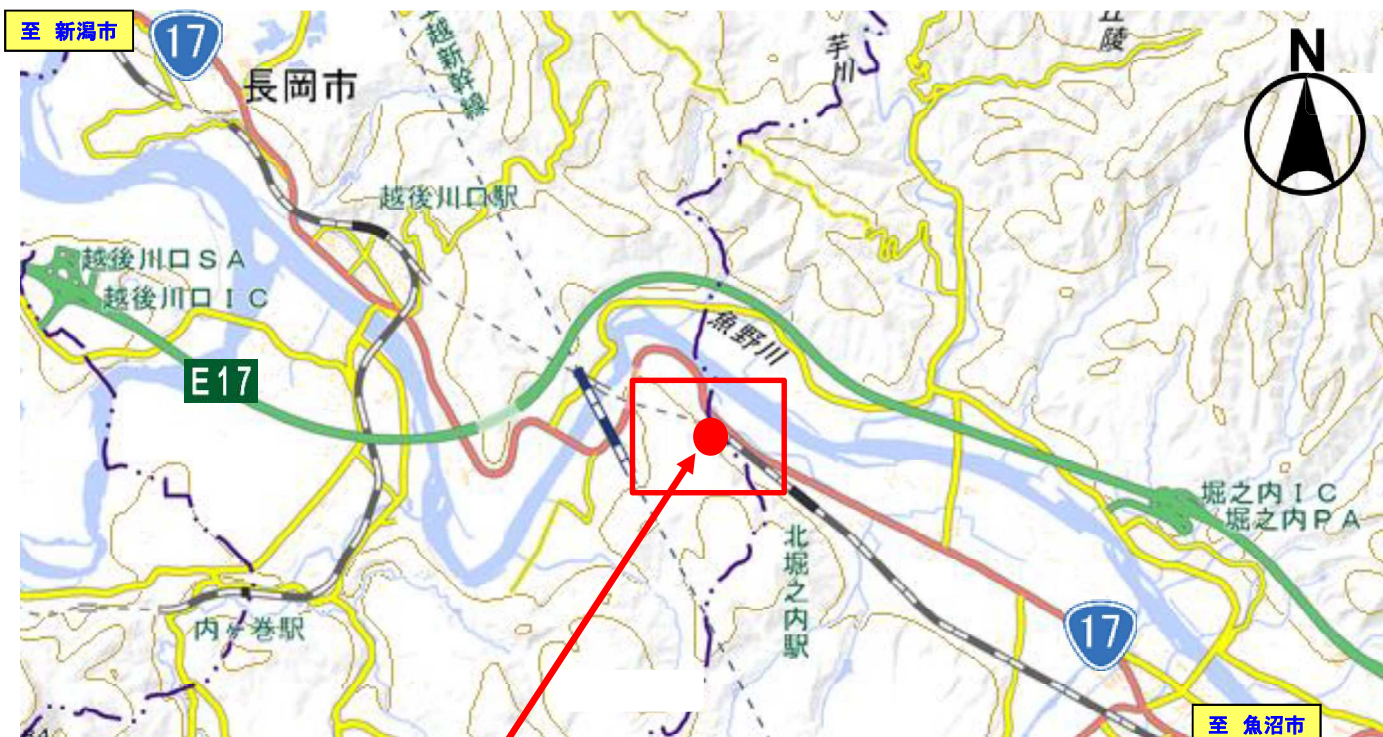 至 新潟市
17
長岡市
越新幹線
芋川
丘陵
N
越後川口駅
越後川口ＳＡ
越後川口ＩＣ
E17
魚野川
堀之内ＩＣ
堀之内ＰＡ
北堀之内駅
内ヶ巻駅
17
至 魚沼市